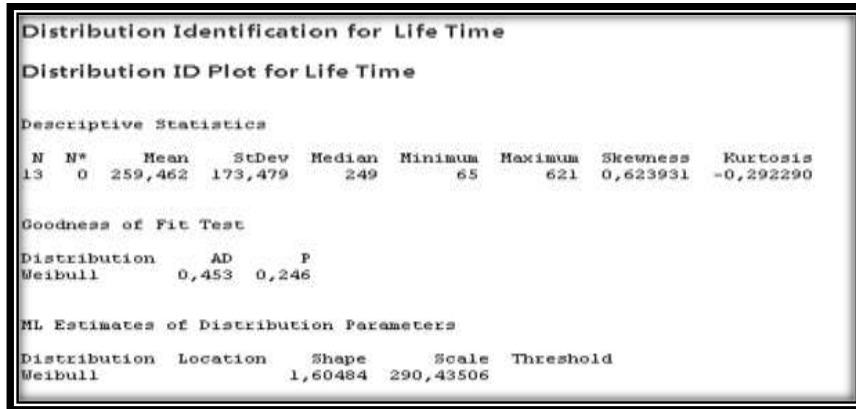 Distribution Identification for Life Time
Distribution ID Plot for Life Time
Descriptive Statistics
N N* Mean StDev Median Minimum Maximum Skewness Kurtosis
13 0 259,462 173,479 249 65 621 0,623931 -0,292290
Goodness of Fit Test
Distribution AD P
Weibull 0,453 0,246
ML Estimates of Distribution Parameters
Distribution Location Shape Scale Threshold
Weibull 1,60484 290,43506